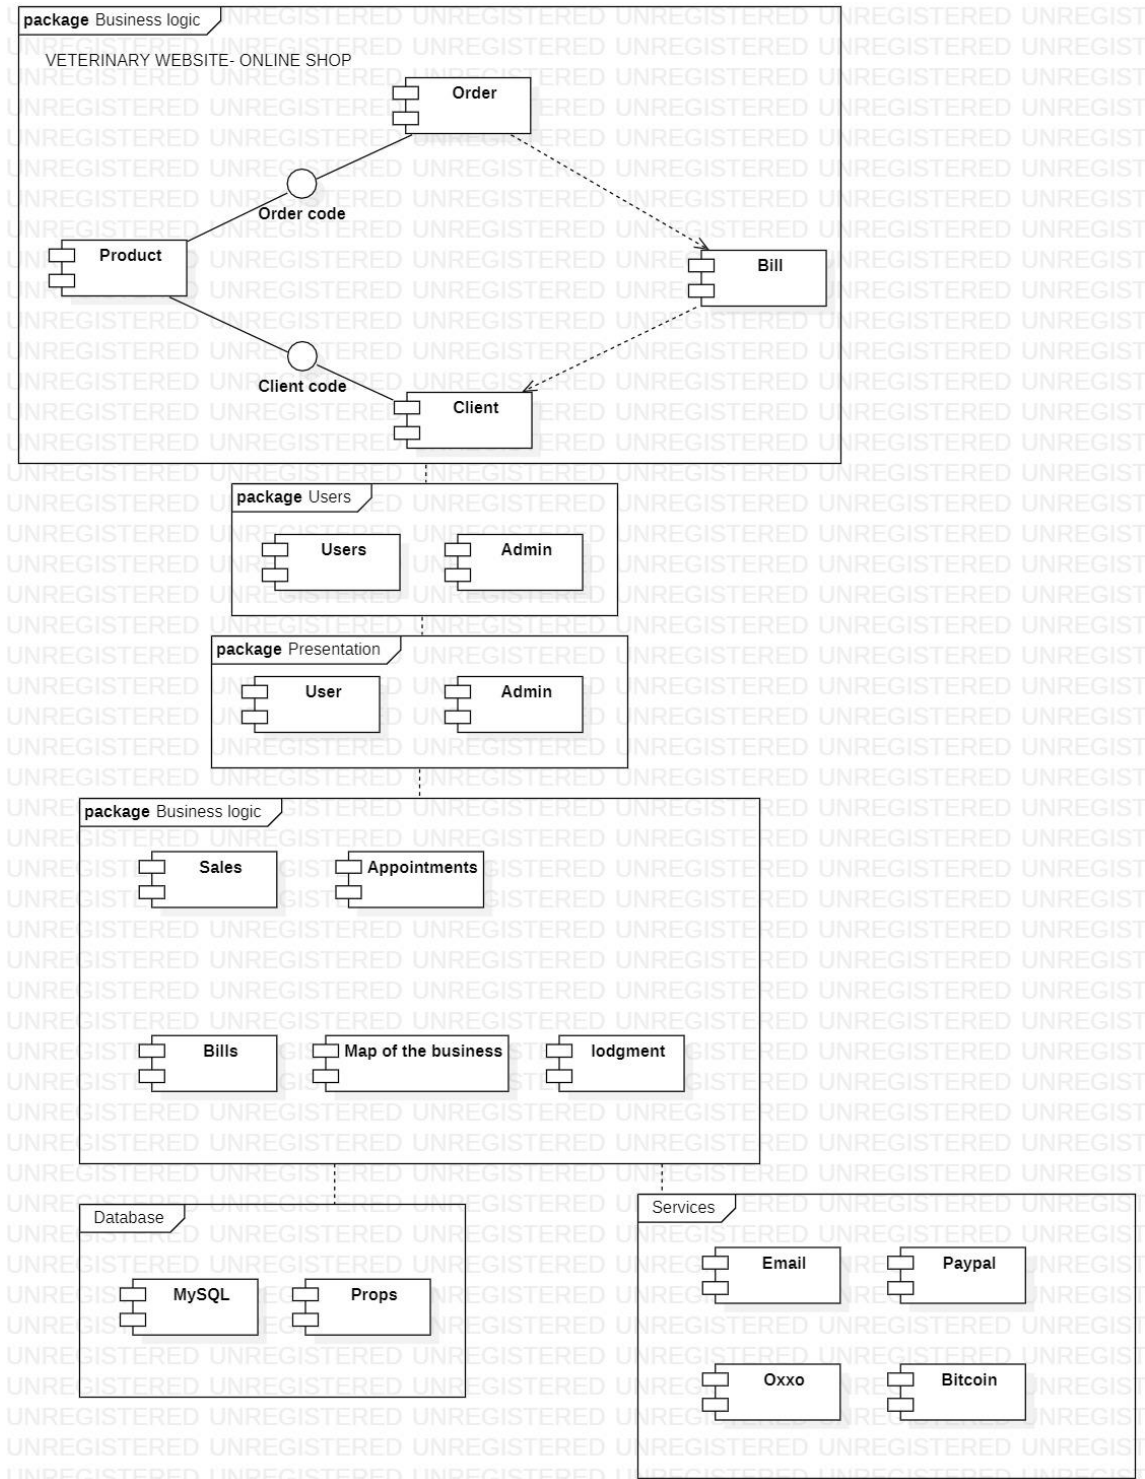 package Business logic
VETERINARY WEBSITE- ONLINE SHOP
Order
Order code
Product
Bill
Client code
Client
package Users
Users
Admin
package Presentation
User
Admin
package Business logic
Sales
Appointments
Bills
Map of the business
lodgment
Database
MySQL
Props
Services
Email
Paypal
Oxxo
Bitcoin
UNREGISTERED